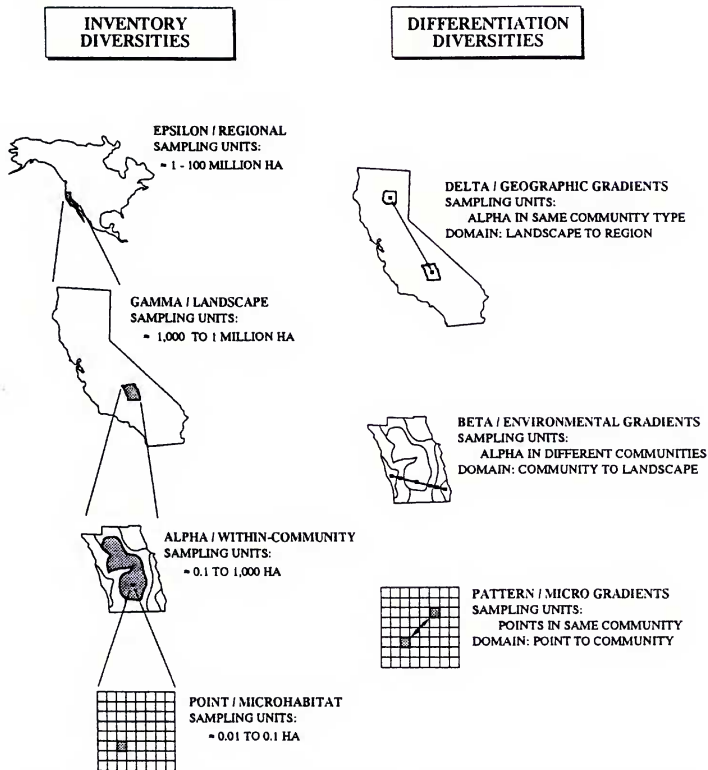 INVENTORY
DIVERSITIES
EPSILON / REGIONAL
SAMPLING UNITS:
≈ 1 - 100 MILLION HA
GAMMA / LANDSCAPE
SAMPLING UNITS:
≈ 1,000 TO 1 MILLION HA
ALPHA / WITHIN-COMMUNITY
SAMPLING UNITS:
≈ 0.1 TO 1,000 HA
POINT / MICROHABITAT
SAMPLING UNITS:
≈ 0.01 TO 0.1 HA
DIFFERENTIATION
DIVERSITIES
DELTA / GEOGRAPHIC GRADIENTS
SAMPLING UNITS:
ALPHA IN SAME COMMUNITY TYPE
DOMAIN: LANDSCAPE TO REGION
BETA / ENVIRONMENTAL GRADIENTS
SAMPLING UNITS:
ALPHA IN DIFFERENT COMMUNITIES
DOMAIN: COMMUNITY TO LANDSCAPE
PATTERN / MICRO GRADIENTS
SAMPLING UNITS:
POINTS IN SAME COMMUNITY
DOMAIN: POINT TO COMMUNITY